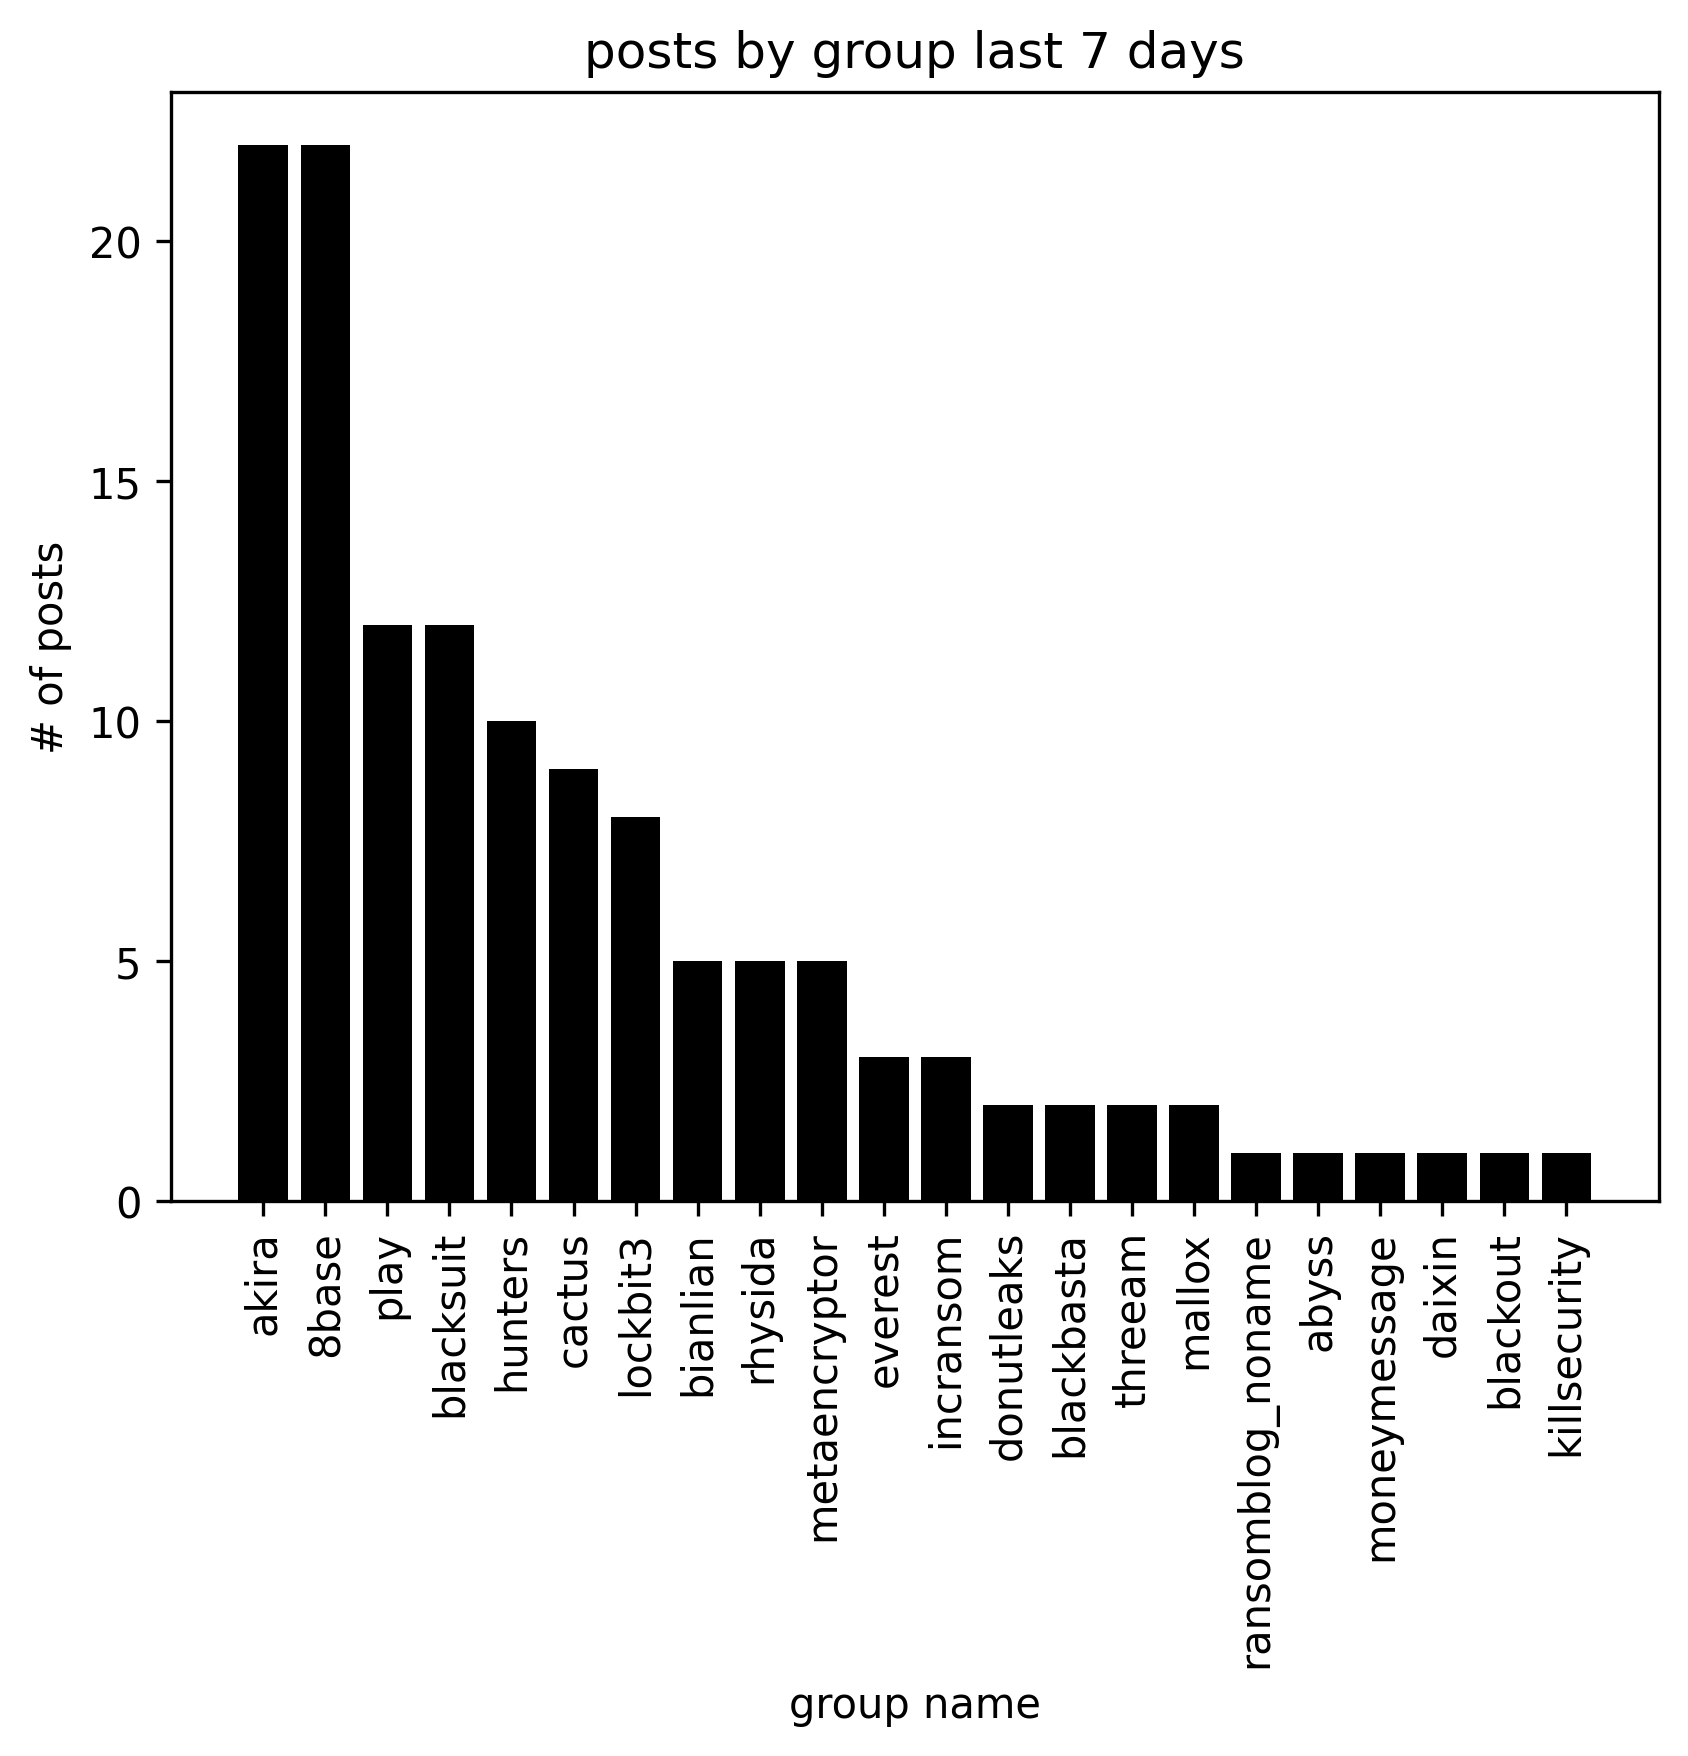 posts by group last 7 days
# of posts
20
15
10
5
0
akira
8base
play
blacksuit
hunters
cactus
lockbit3
bianlian
rhysida
metaencryptor
everest
incransom
donutleaks
blackbasta
threeam
mallox
ransomblog_noname
abyss
moneymessage
daixin
blackout
killsecurity
group name